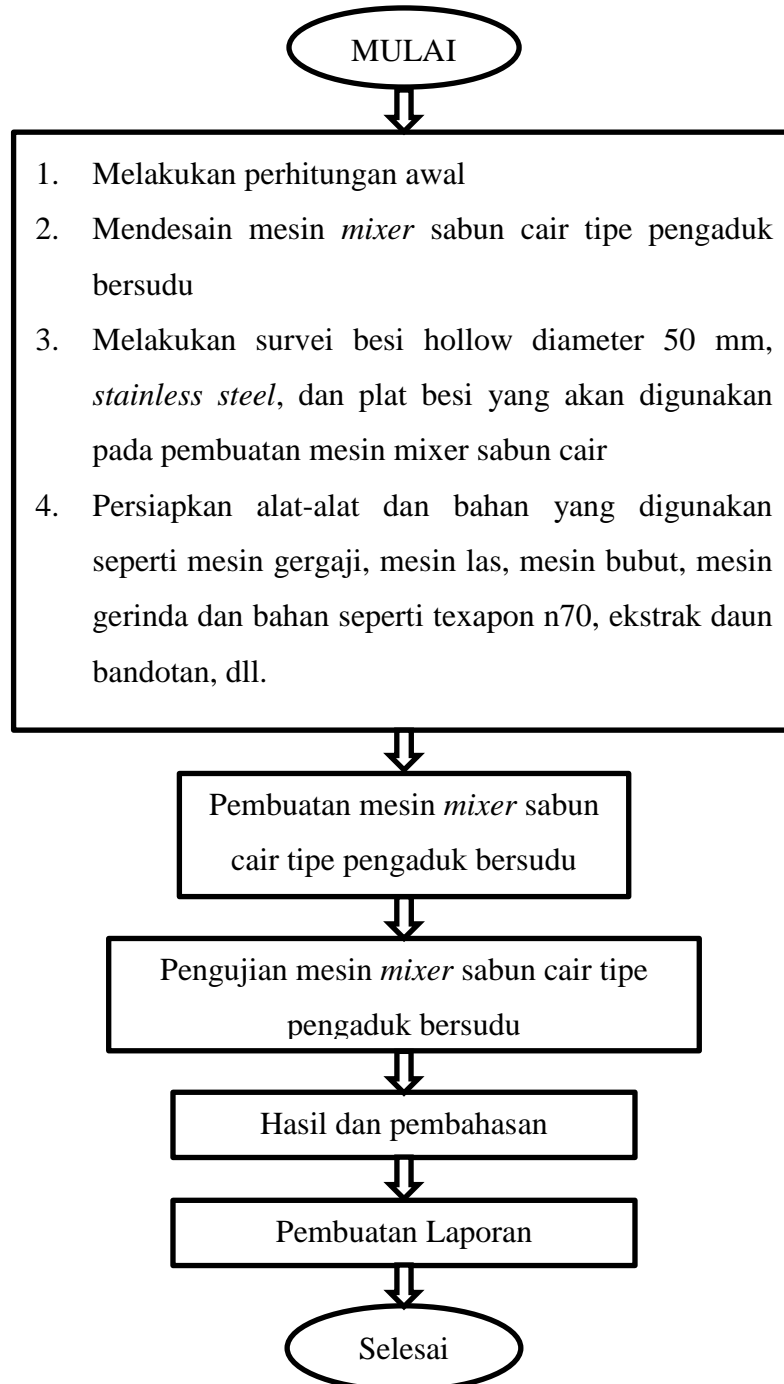 MULAI
1. Melakukan perhitungan awal
2. Mendesain mesin mixer sabun cair tipe pengaduk
bersudu
3. Melakukan survei besi hollow diameter 50 mm,
stainless steel, dan plat besi yang akan digunakan
pada pembuatan mesin mixer sabun cair
4. Persiapkan alat-alat dan bahan yang digunakan
seperti mesin gergaji, mesin las, mesin bubut, mesin
gerinda dan bahan seperti texapon n70, ekstrak daun
bandotan, dll.
Pembuatan mesin mixer sabun
cair tipe pengaduk bersudu
Pengujian mesin mixer sabun cair tipe
pengaduk bersudu
Hasil dan pembahasan
Pembuatan Laporan
Selesai